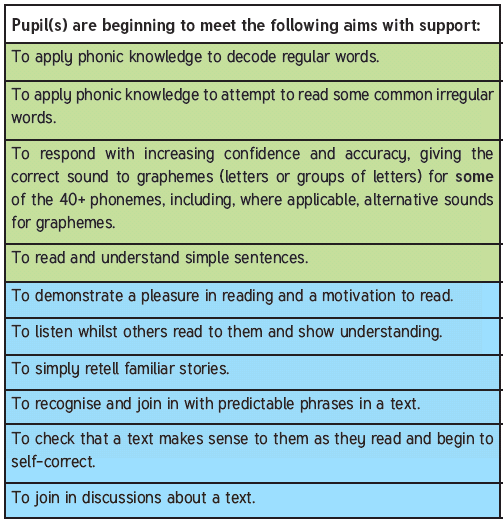 Pupil(s) are beginning to meet the following aims with support:
To apply phonic knowledge to decode regular words.
To apply phonic knowledge to attempt to read some common irregular
words.
To respond with increasing confidence and accuracy, giving the
correct sound to graphemes (letters or groups of letters) for some
of the 40+ phonemes, including, where applicable, alternative sounds
for graphemes.
To read and understand simple sentences.
To demonstrate a pleasure in reading and a motivation to read.
To listen whilst others read to them and show understanding.
To simply retell familiar stories.
To recognise and join in with predictable phrases in a text.
To check that a text makes sense to them as they read and begin to
self-correct.
To join in discussions about a text.